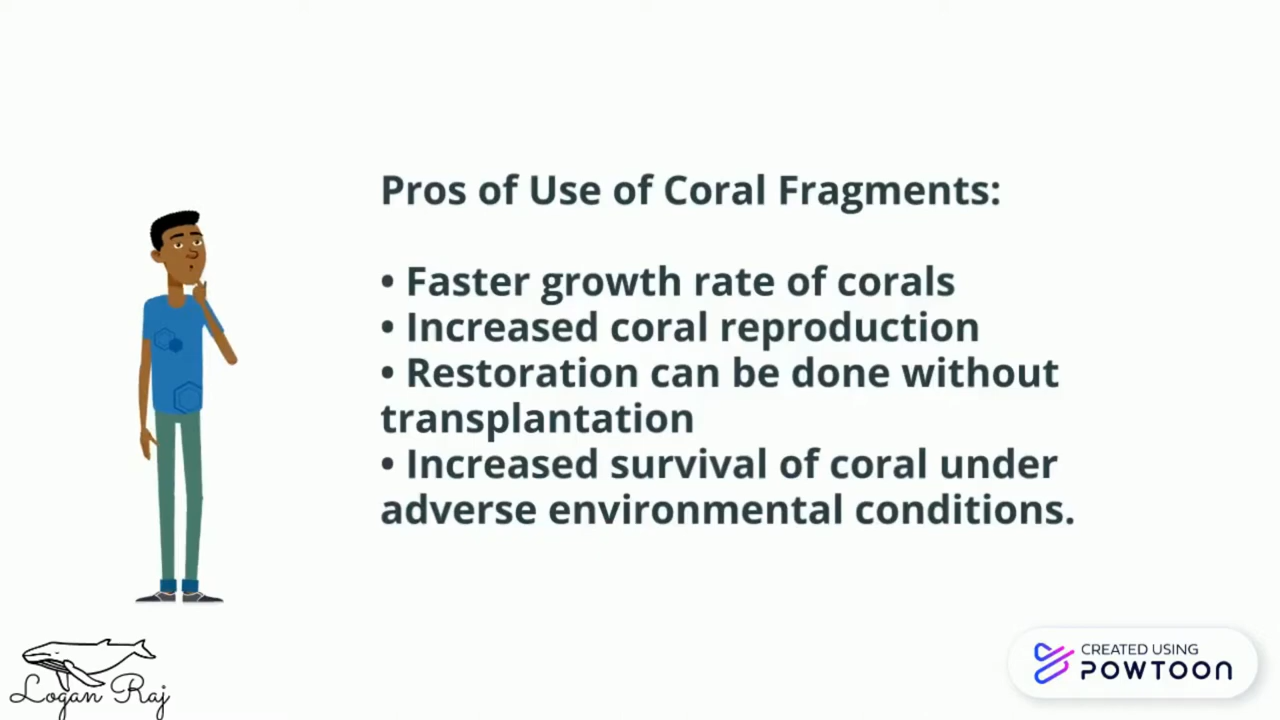 Pros of Use of Coral Fragments:
• Faster growth rate of corals
• Increased coral reproduction
• Restoration can be done without
transplantation
• Increased survival of coral under
adverse environmental conditions.
Logan Raj
CREATED USING
POWTOON